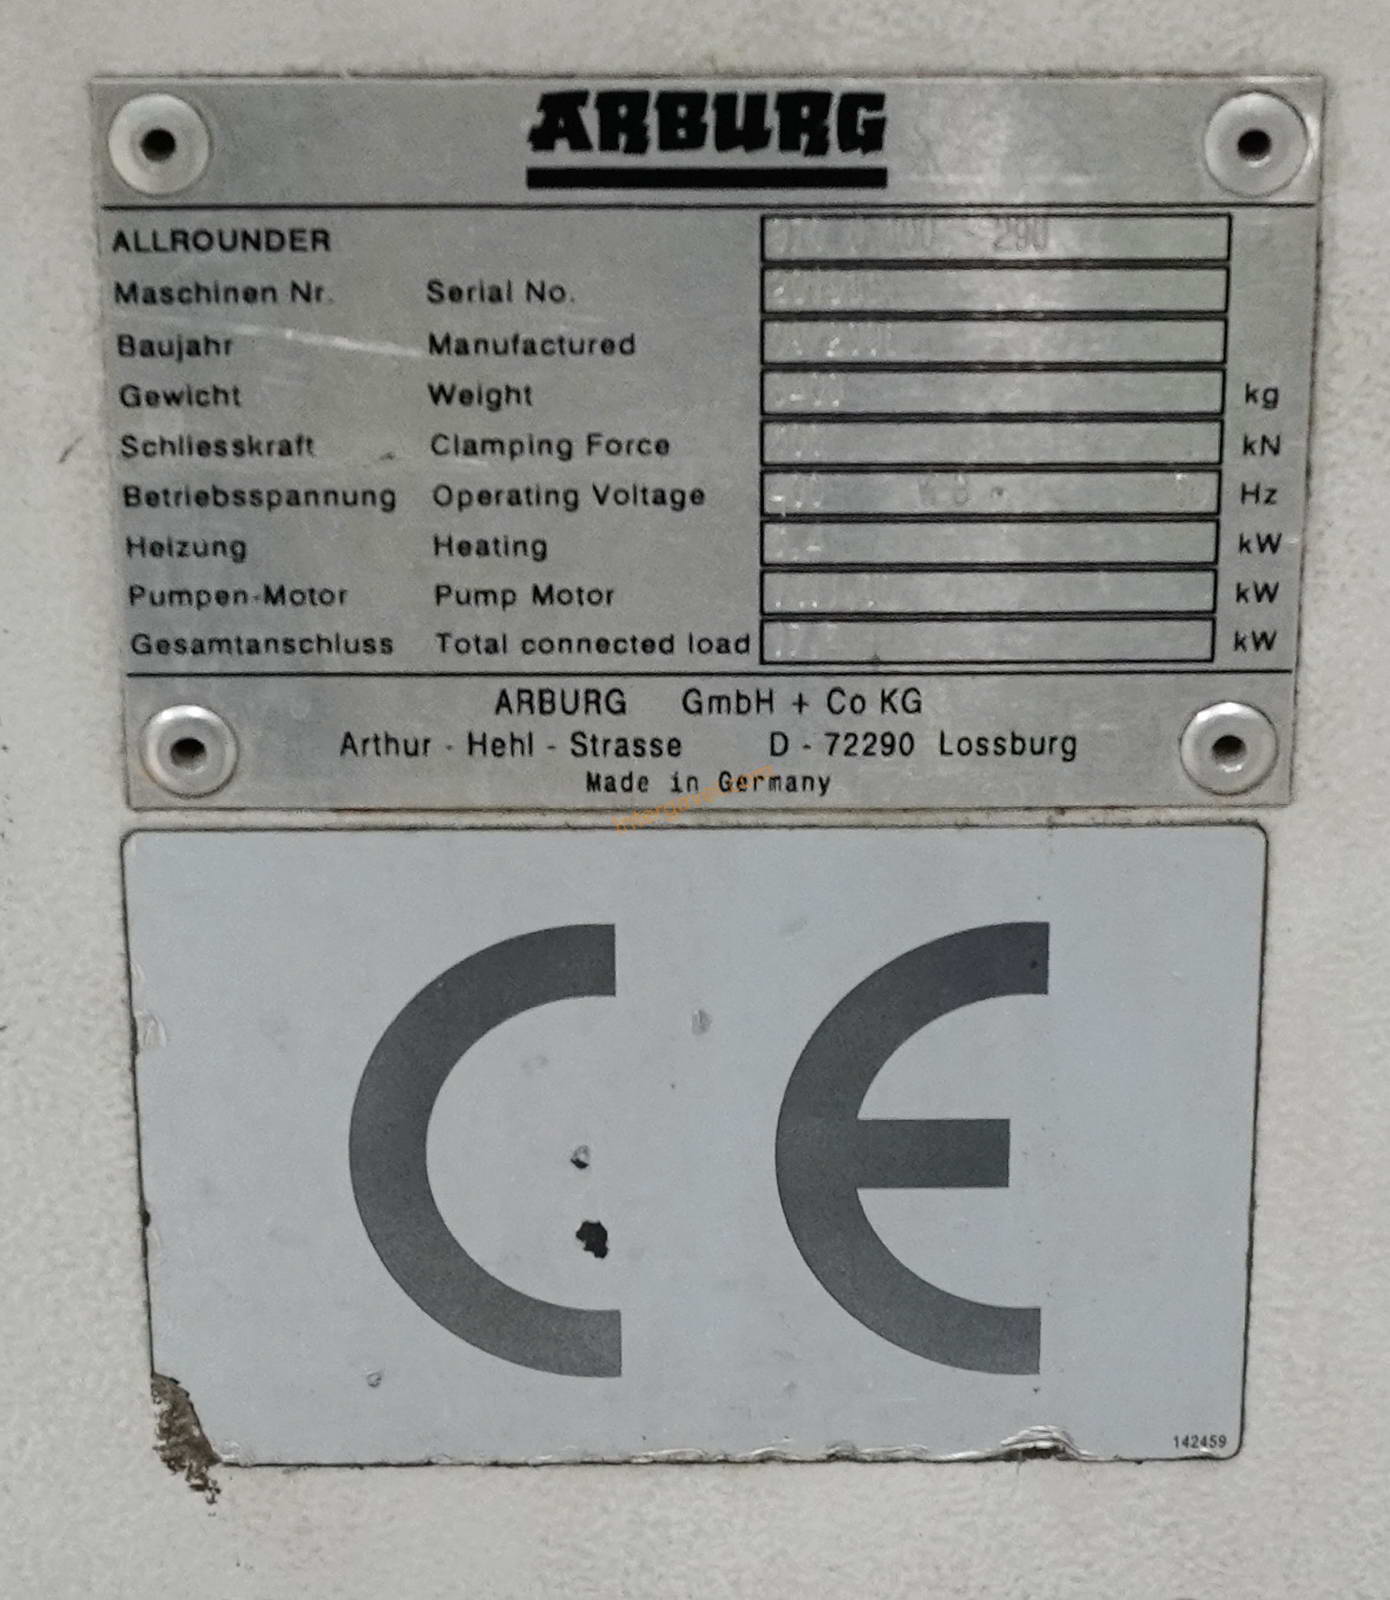 ARBURG
ALLROUNDER - 290
Maschinen Nr. Serial No.
Baujahr Manufactured
Gewicht Weight kg
Schliesskraft Clamping Force kN
Betriebsspannung Operating Voltage Hz
Heizung Heating kW
Pumpen-Motor Pump Motor kW
Gesamtanschluss Total connected load kW
ARBURG GmbH + Co KG
Arthur - Hehl - Strasse D - 72290 Lossburg
Made in Germany
CE
142459